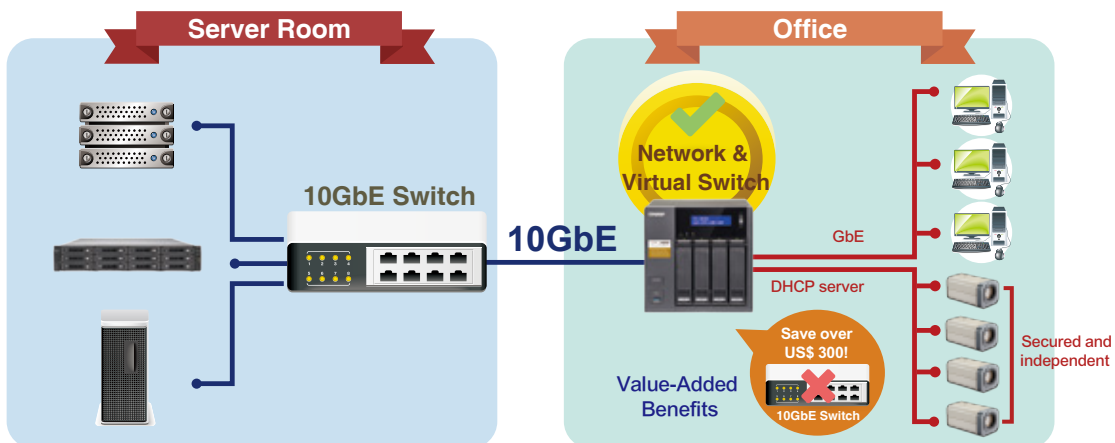 Server Room
Office
Network &
Virtual Switch
10GbE Switch
10GbE
GbE
DHCP server
Save over
US$ 300!
10GbE Switch
Value-Added
Benefits
Secured and
independent